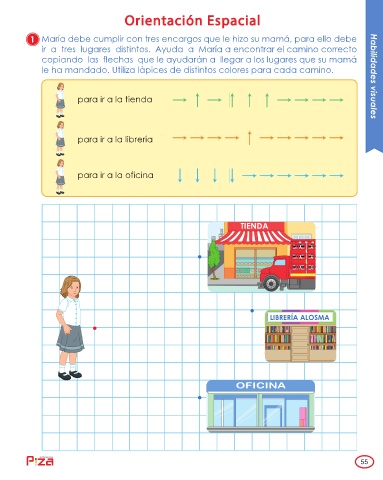 Orientación Espacial
1 María debe cumplir con tres encargos que le hizo su mamá, para ello debe
ir a tres lugares distintos. Ayuda a María a encontrar el camino correcto
copiando las flechas que le ayudarán a llegar a los lugares que su mamá
le ha mandado, Utiliza lápices de distintos colores para cada camino.
Habilidades visuales
para ir a la tienda
para ir a la librería
para ir a la oficina
TIENDA
LIBRERÍA ALOSMA
OFICINA
55